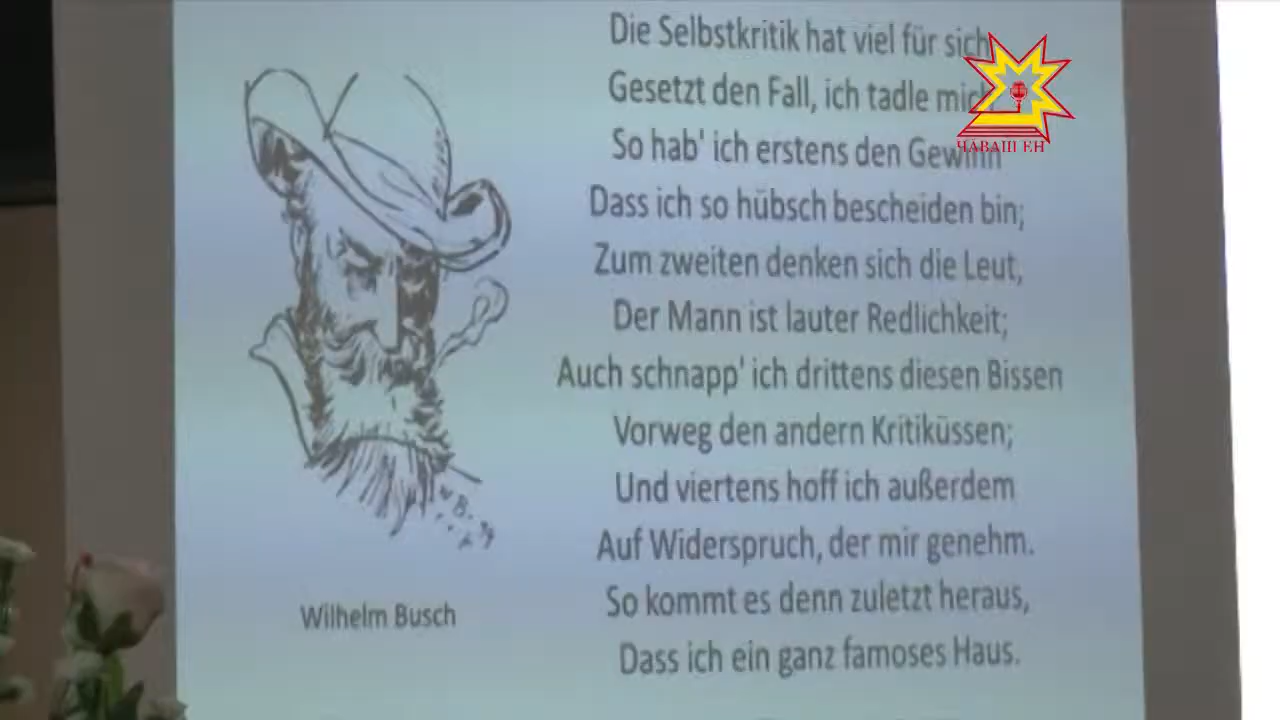 Die Selbstkritik hat viel für sich
Gesetzt den Fall, ich tadle mich
So hab' ich erstens den Gewinn
Dass ich so hübsch bescheiden bin;
Zum zweiten denken sich die Leut,
Der Mann ist lauter Redlichkeit;
Auch schnapp' ich drittens diesen Bissen
Vorweg den andern Kritiküssen;
Und viertens hoff ich außerdem
Auf Widerspruch, der mir genehm.
So kommt es denn zuletzt heraus,
Dass ich ein ganz famoses Haus.
Wilhelm Busch
ЧĂВАШ ЕН